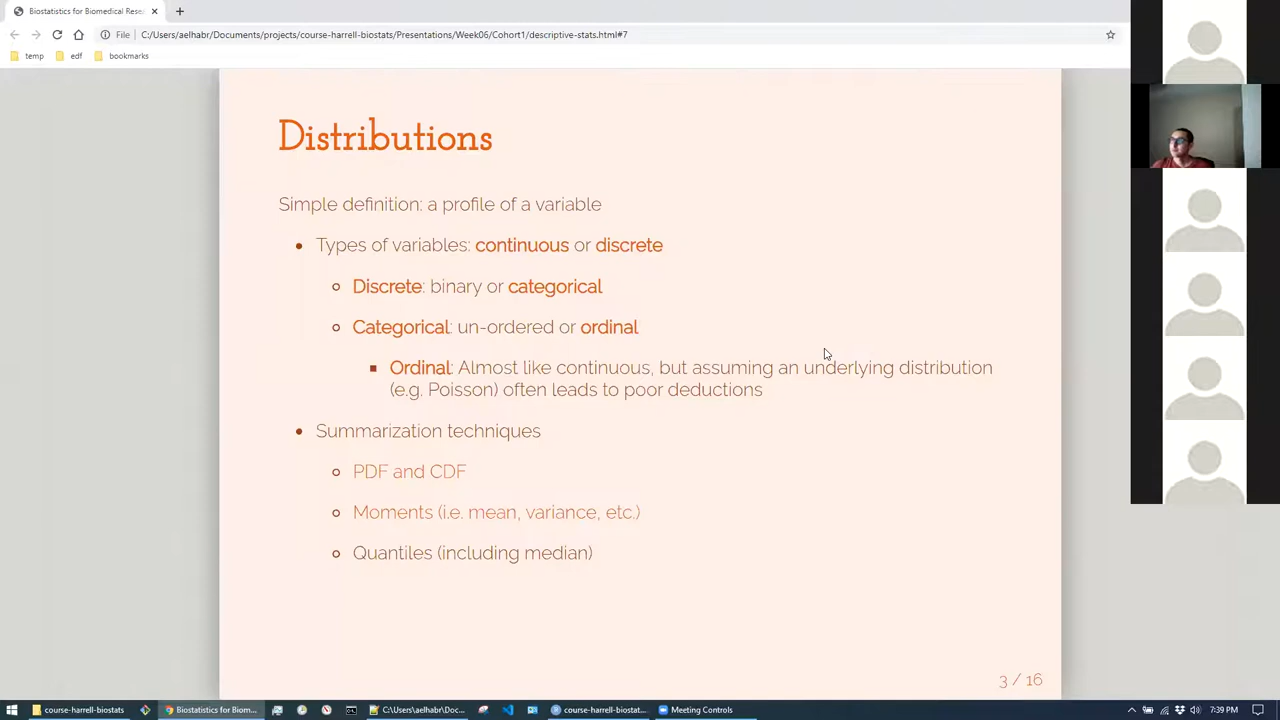 Biostatistics for Biomedical Rese
File
C:/Users/aelhabr/Documents/projects/course-harrell-biostats/Presentations/Week06/Cohort1/descriptive-stats.html#7
temp
edf
bookmarks
Distributions
Simple definition: a profile of a variable
Types of variables: continuous or discrete
Discrete: binary or categorical
Categorical: un-ordered or ordinal
Ordinal: Almost like continuous, but assuming an underlying distribution
(e.g. Poisson) often leads to poor deductions
Summarization techniques
PDF and CDF
Moments (i.e. mean, variance, etc.)
Quantiles (including median)
3 / 16
course-harrell-biostats
Biostatistics for Biom...
C:\Users\aelhabr\Doc...
course-harrell-biostat...
Meeting Controls
7:39 PM